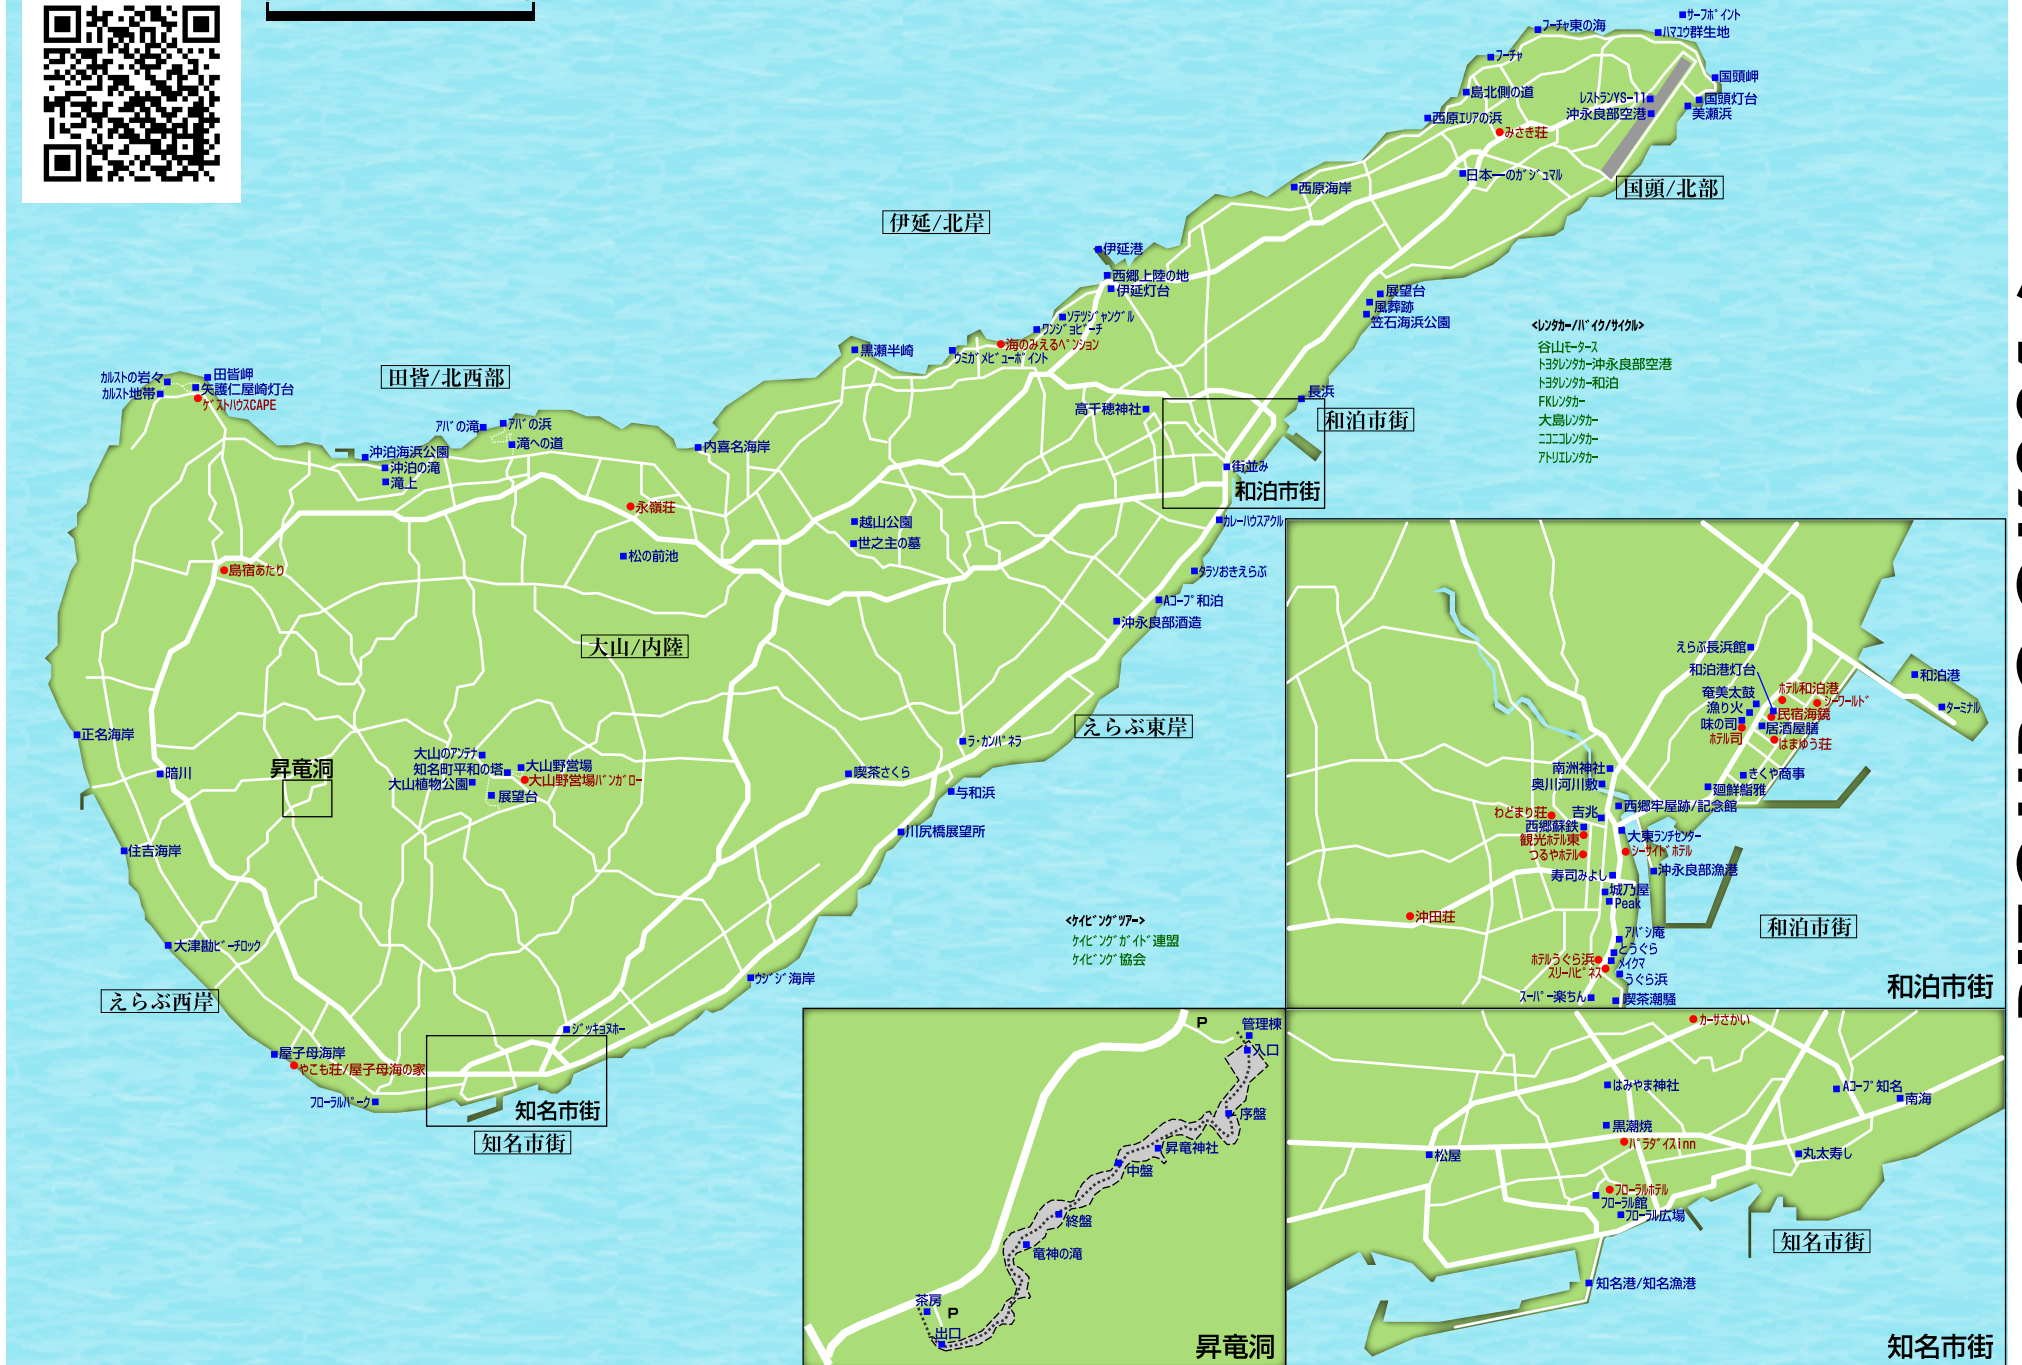 サーフポイント
フーチャ東の海
ハマユウ群生地
フーチャ
国頭岬
島北側の道
レストランYS-11
国頭灯台
沖永良部空港
美瀬浜
西原エリアの浜
みさき荘
日本一のガジュマル
西原海岸
国頭/北部
伊延/北岸
伊延港
西郷上陸の地
伊延灯台
展望台
風葬跡
笠石海浜公園
ソテツジャングル
ワンジョビーチ
海のみえるペンション
ウミガメビューポイント
黒瀬半崎
<レンタカー/バイク/サイクル>
谷山モータース
トヨタレンタカー沖永良部空港
トヨタレンタカー和泊
FKレンタカー
大島レンタカー
ニコニコレンタカー
アトリエレンタカー
田皆/北西部
カルストの岩々
田皆岬
カルスト地帯
矢護仁屋崎灯台
ゲストハウスCAPE
アバの滝
アバの浜
滝への道
沖泊海浜公園
沖泊の滝
滝上
内喜名海岸
高千穂神社
長浜
和泊市街
街並み
和泊市街
カレーハウスアクル
永嶺荘
松の前池
越山公園
世之主の墓
島宿あたり
タラソおきえらぶ
Aコープ和泊
沖永良部酒造
大山/内陸
えらぶ東岸
正名海岸
暗川
昇竜洞
大山のアンテナ
知名町平和の塔
大山植物公園
大山野営場
大山野営場バンガロー
展望台
ラ・カンパネラ
喫茶さくら
与和浜
川尻橋展望所
住吉海岸
大津勘ビーチロック
えらぶ西岸
ウジジ海岸
ジッキョヌホー
屋子母海岸
やこも荘/屋子母海の家
フローラルパーク
知名市街
知名市街
<ケイビングツアー>
ケイビングガイド連盟
ケイビング協会
えらぶ長浜館
和泊港灯台
和泊港
ホテル和泊港
シーワールド
奄美太鼓
漁り火
味の司
ホテル司
民宿海鏡
居酒屋膳
はまゆう荘
ターミナル
南洲神社
奥川河川敷
きくや商事
廻鮮鮨雅
西郷牢屋跡/記念館
わどまり荘
吉兆
西郷蘇鉄
観光ホテル東
つるやホテル
大東ランチセンター
シーサイドホテル
沖永良部漁港
寿司みよし
城乃屋
Peak
沖田荘
アバシ庵
とうぐら
メイクマ
ホテルうぐら浜
スリーハピネス
うぐら浜
スーパー楽ちん
喫茶潮騒
和泊市街
和泊市街
P
管理棟
入口
序盤
昇竜神社
中盤
終盤
竜神の滝
茶房
P
出口
昇竜洞
カーサさかい
はみやま神社
Aコープ知名
南海
黒潮焼
パラダイスinn
松屋
丸太寿し
フローラルホテル
フローラル館
フローラル広場
知名市街
知名港/知名漁港
知名市街